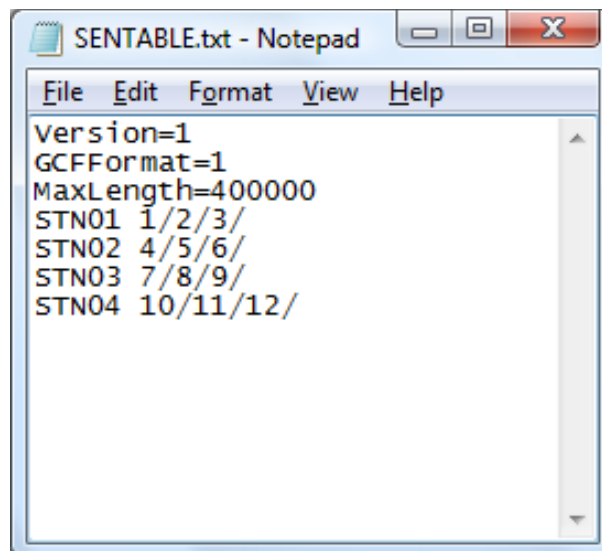 SENTABLE.txt - Notepad
File Edit Format View Help
Version=1
GCFFormat=1
MaxLength=400000
STN01 1/2/3/
STN02 4/5/6/
STN03 7/8/9/
STN04 10/11/12/